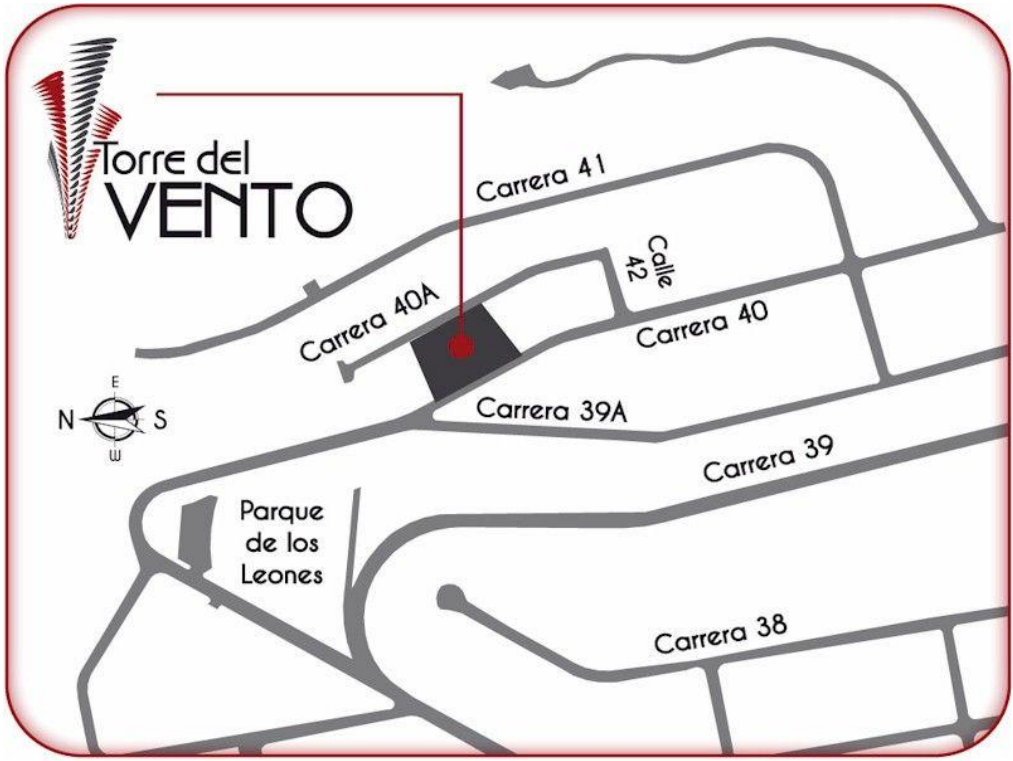 Torre del
VENTO
Carrera 41
Calle
42
Carrera 40A
Carrera 40
E
N S
W
Carrera 39A
Carrera 39
Parque
de los
Leones
Carrera 38